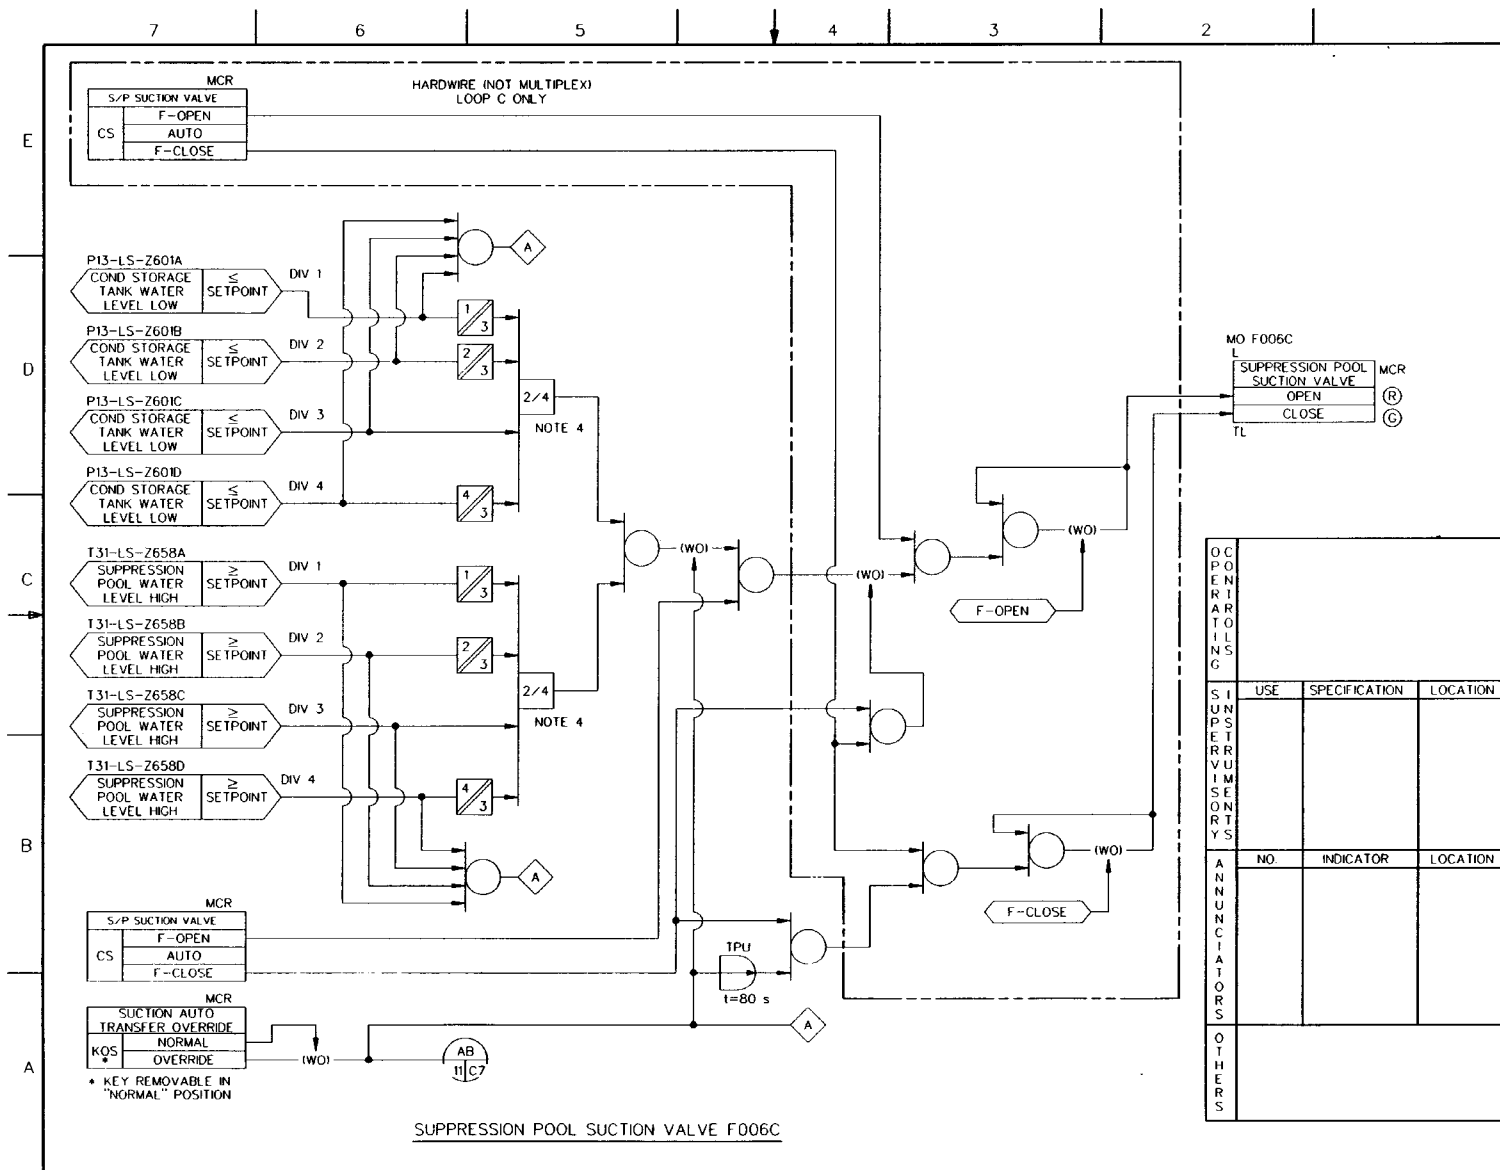 7 6 5 4 3 2
E
D
C
B
A
HARDWIRE (NOT MULTIPLEX)
LOOP C ONLY
MCR
S/P SUCTION VALVE
CS
F-OPEN
AUTO
F-CLOSE
A
P13-LS-Z601A
COND STORAGE
TANK WATER
LEVEL LOW
≤
SETPOINT
DIV 1
1/3
P13-LS-Z601B
COND STORAGE
TANK WATER
LEVEL LOW
≤
SETPOINT
DIV 2
2/3
P13-LS-Z601C
COND STORAGE
TANK WATER
LEVEL LOW
≤
SETPOINT
DIV 3
2/4
NOTE 4
P13-LS-Z601D
COND STORAGE
TANK WATER
LEVEL LOW
≤
SETPOINT
DIV 4
4/3
T31-LS-Z658A
SUPPRESSION
POOL WATER
LEVEL HIGH
≥
SETPOINT
DIV 1
1/3
T31-LS-Z658B
SUPPRESSION
POOL WATER
LEVEL HIGH
≥
SETPOINT
DIV 2
2/3
T31-LS-Z658C
SUPPRESSION
POOL WATER
LEVEL HIGH
≥
SETPOINT
DIV 3
2/4
NOTE 4
T31-LS-Z658D
SUPPRESSION
POOL WATER
LEVEL HIGH
≥
SETPOINT
DIV 4
4/3
A
(WO)
(WO)
(WO)
F-OPEN
(WO)
F-CLOSE
MO F006C
L
SUPPRESSION POOL
SUCTION VALVE
MCR
OPEN
R
CLOSE
G
TL
MCR
S/P SUCTION VALVE
CS
F-OPEN
AUTO
F-CLOSE
TPU
t=80 s
MCR
SUCTION AUTO
TRANSFER OVERRIDE
KOS
*
NORMAL
OVERRIDE
(WO)
AB
11 C7
A
* KEY REMOVABLE IN
"NORMAL" POSITION
SUPPRESSION POOL SUCTION VALVE F006C
OPERATING
CONTROLS
SUPERVISORY
INSTRUMENTS
USE SPECIFICATION LOCATION
ANNUNCIATORS
NO. INDICATOR LOCATION
OTHERS